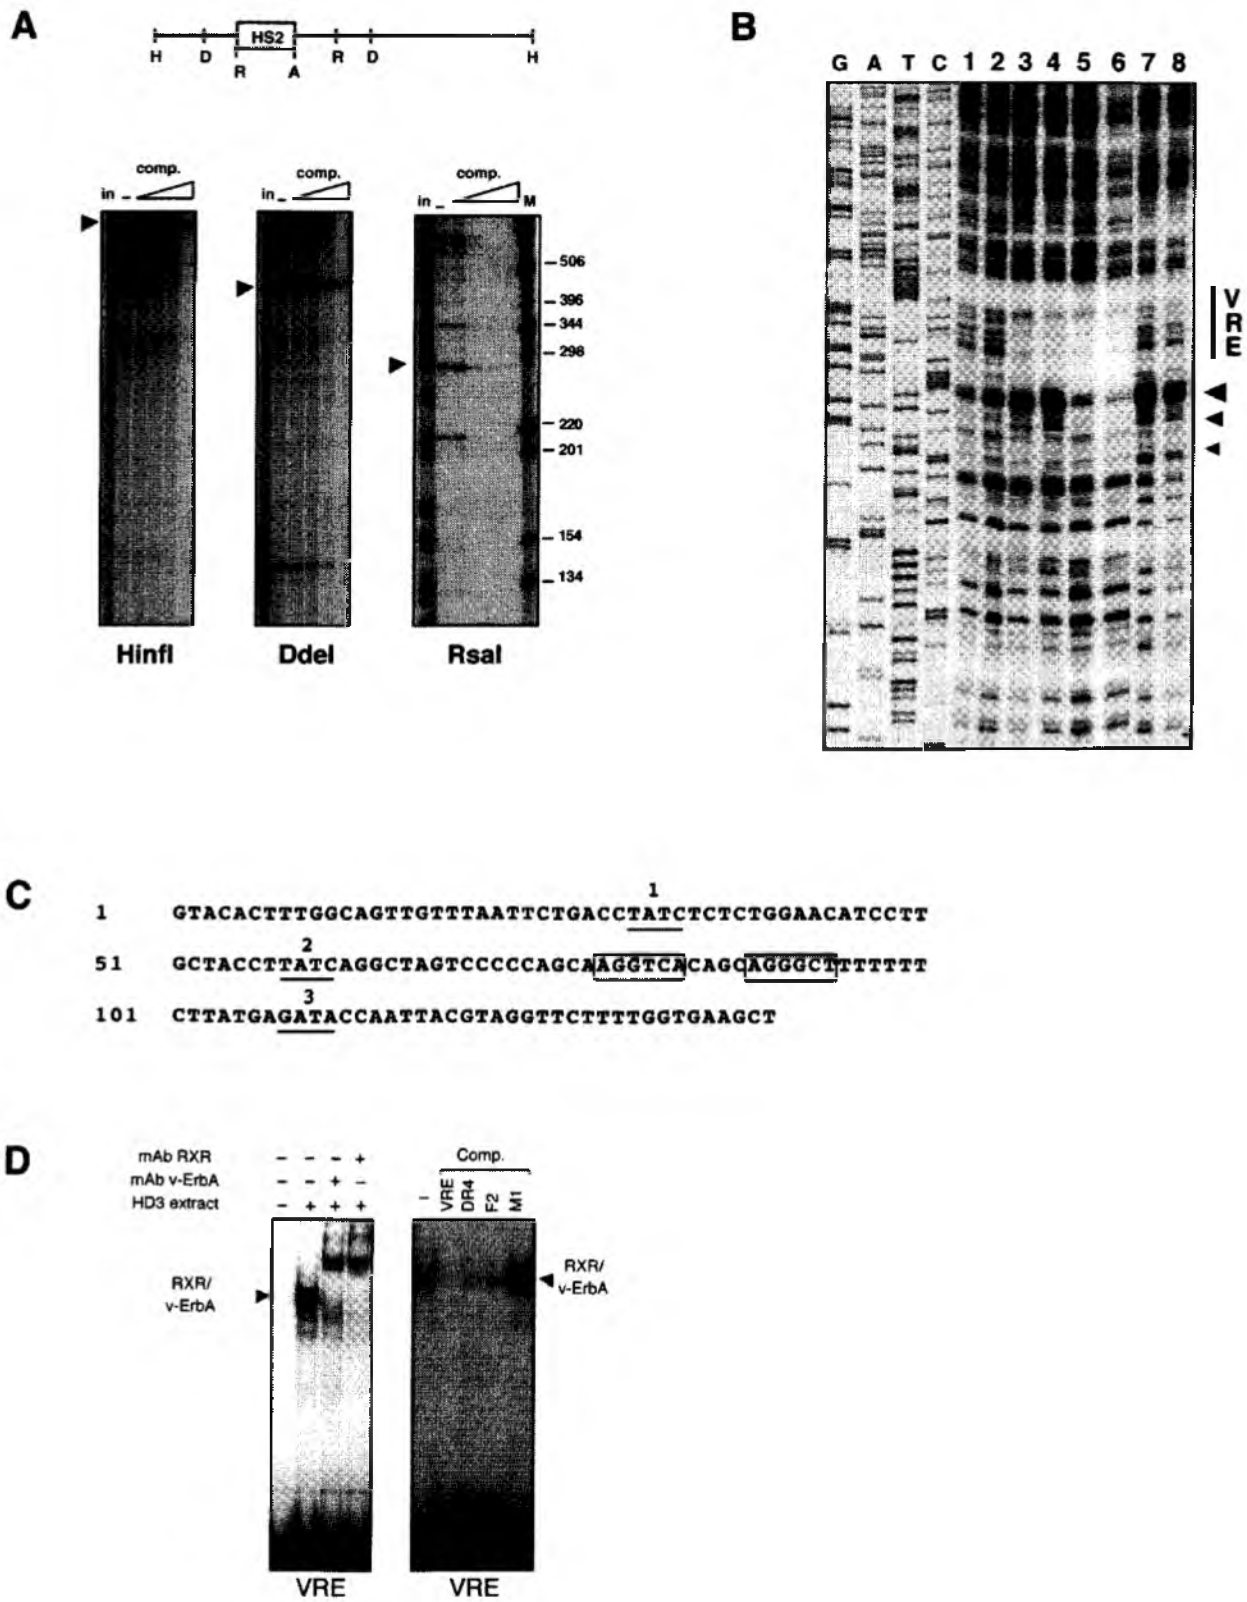 A
HS2
H D R A R D H
comp.
in –
comp.
in –
comp.
in – M
506
396
344
298
220
201
154
134
HinfI
DdeI
RsaI
B
G A T C 1 2 3 4 5 6 7 8
VRE
C
1
1 GTACACTTTGGCAGTTGTTTAATTCTGACCTATCTCTCTGGAACATCCTT
2
51 GCTACCTTATCAGGCTAGTCCCCCAGCAAGGTCACAGCAGGGCTTTTTTT
3
101 CTTATGAGATACCAATTACGTAGGTTCTTTTGGTGAAGCT
D
mAb RXR – – – +
mAb v-ErbA – – + –
HD3 extract – + + +
RXR/
v-ErbA
VRE
Comp.
– VRE DR4 F2 M1
RXR/
v-ErbA
VRE